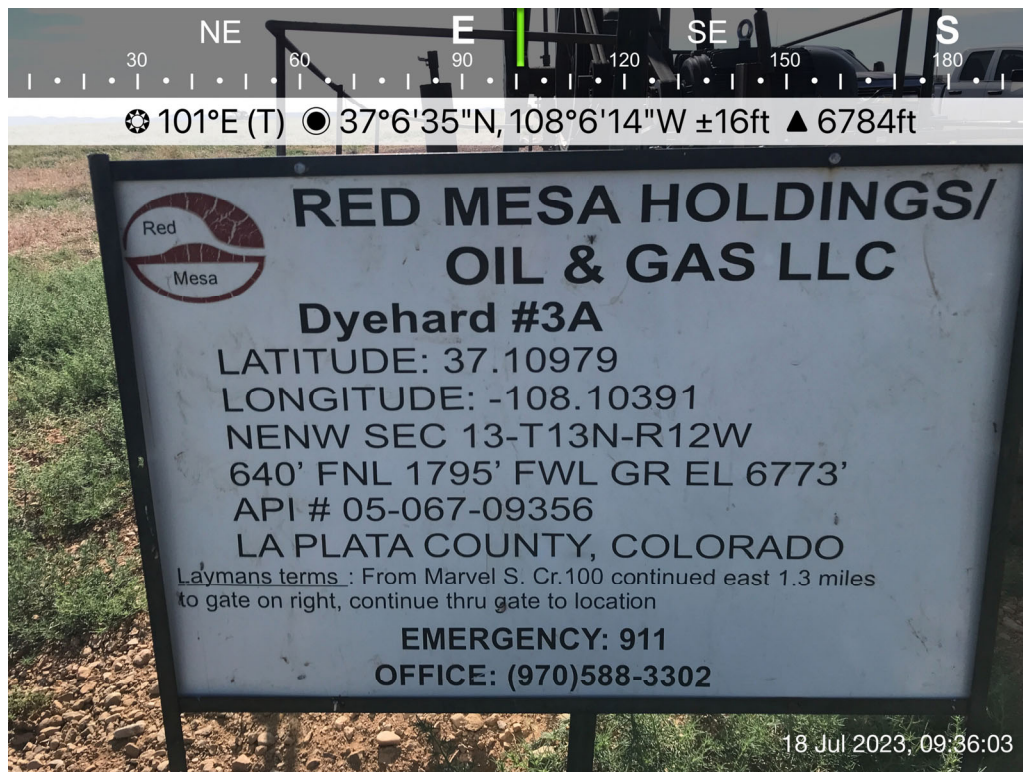 NE E SE S
30 60 90 120 150 180
101°E (T) 37°6'35"N, 108°6'14"W ±16ft ▲ 6784ft
Red
Mesa
RED MESA HOLDINGS/
OIL & GAS LLC
Dyehard #3A
LATITUDE: 37.10979
LONGITUDE: -108.10391
NENW SEC 13-T13N-R12W
640' FNL 1795' FWL GR EL 6773'
API # 05-067-09356
LA PLATA COUNTY, COLORADO
Laymans terms : From Marvel S. Cr.100 continued east 1.3 miles
to gate on right, continue thru gate to location
EMERGENCY: 911
OFFICE: (970)588-3302
18 Jul 2023, 09:36:03